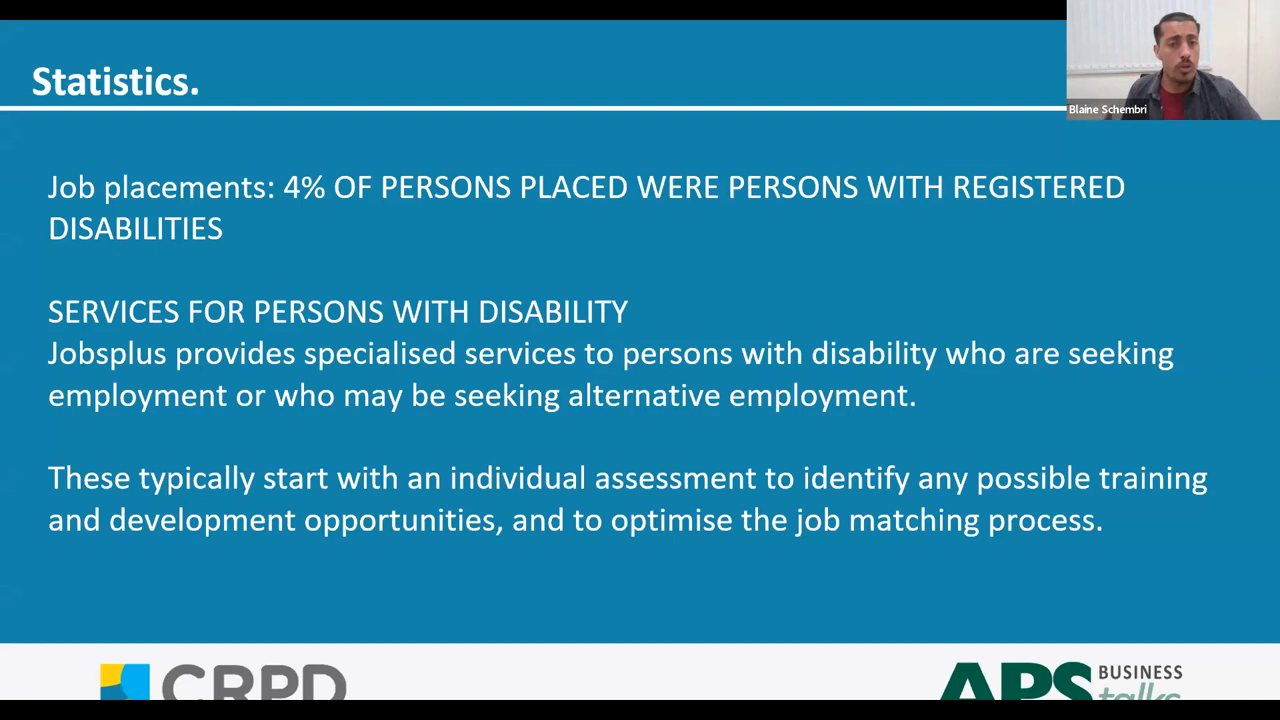 Statistics.
Blaine Schembri
Job placements: 4% OF PERSONS PLACED WERE PERSONS WITH REGISTERED
DISABILITIES
SERVICES FOR PERSONS WITH DISABILITY
Jobsplus provides specialised services to persons with disability who are seeking
employment or who may be seeking alternative employment.
These typically start with an individual assessment to identify any possible training
and development opportunities, and to optimise the job matching process.
CRPD
APS BUSINESS
talks